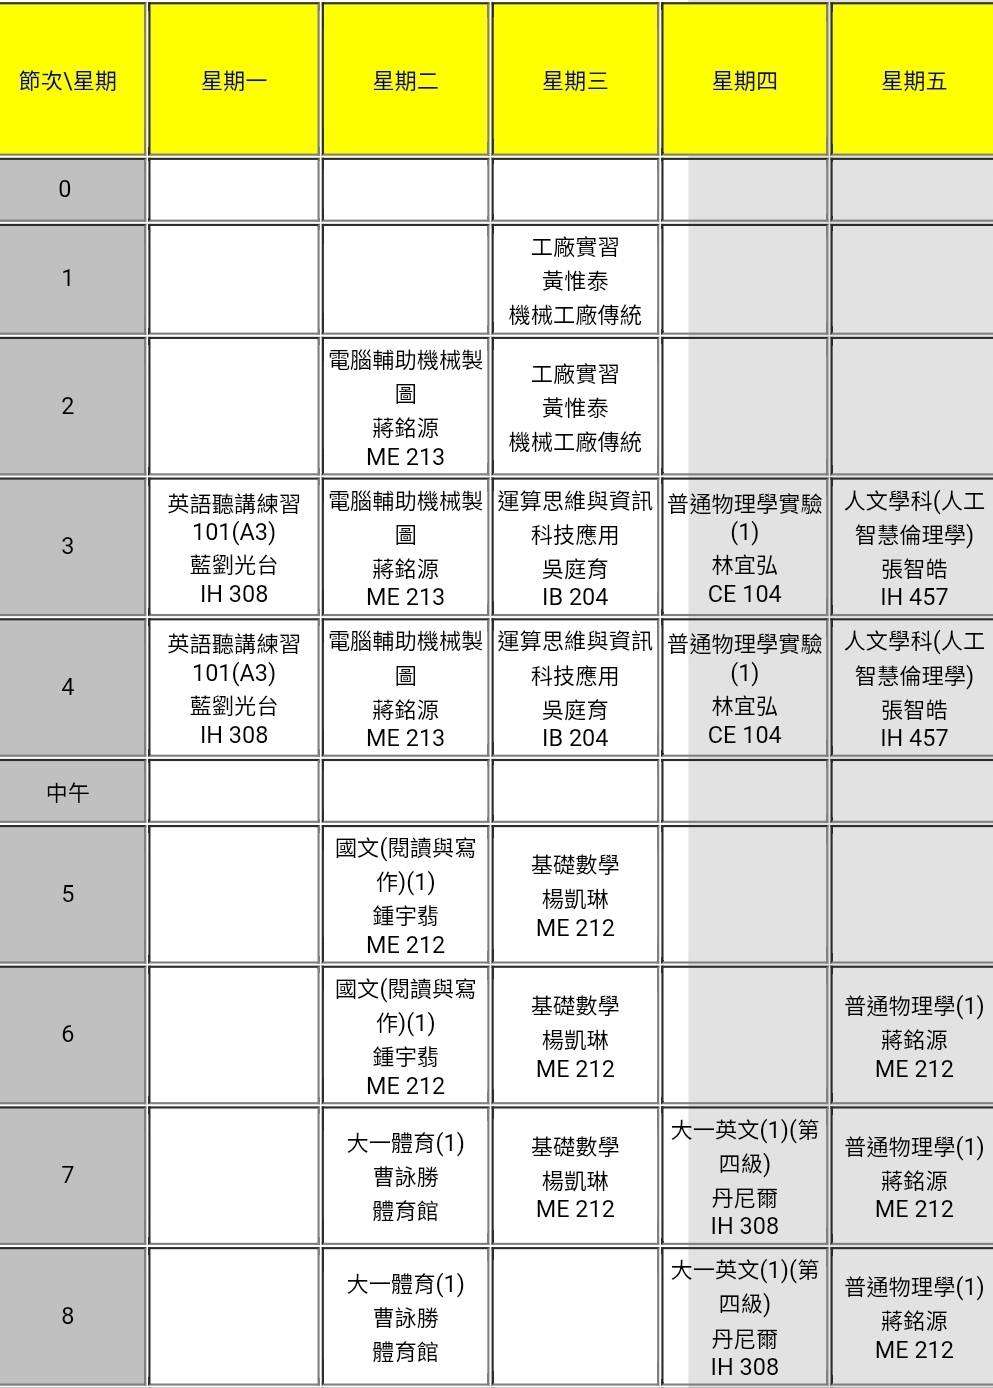 節次\星期 星期一 星期二 星期三 星期四 星期五
0
1
工廠實習
黃惟泰
機械工廠傳統
2
電腦輔助機械製
圖
蔣銘源
ME 213
工廠實習
黃惟泰
機械工廠傳統
3
英語聽講練習
101(A3)
藍劉光台
IH 308
電腦輔助機械製
圖
蔣銘源
ME 213
運算思維與資訊
科技應用
吳庭育
IB 204
普通物理學實驗
(1)
林宜弘
CE 104
人文學科(人工
智慧倫理學)
張智皓
IH 457
4
英語聽講練習
101(A3)
藍劉光台
IH 308
電腦輔助機械製
圖
蔣銘源
ME 213
運算思維與資訊
科技應用
吳庭育
IB 204
普通物理學實驗
(1)
林宜弘
CE 104
人文學科(人工
智慧倫理學)
張智皓
IH 457
中午
5
國文(閱讀與寫
作)(1)
鍾宇翡
ME 212
基礎數學
楊凱琳
ME 212
6
國文(閱讀與寫
作)(1)
鍾宇翡
ME 212
基礎數學
楊凱琳
ME 212
普通物理學(1)
蔣銘源
ME 212
7
大一體育(1)
曹詠勝
體育館
基礎數學
楊凱琳
ME 212
大一英文(1)(第
四級)
丹尼爾
IH 308
普通物理學(1)
蔣銘源
ME 212
8
大一體育(1)
曹詠勝
體育館
大一英文(1)(第
四級)
丹尼爾
IH 308
普通物理學(1)
蔣銘源
ME 212